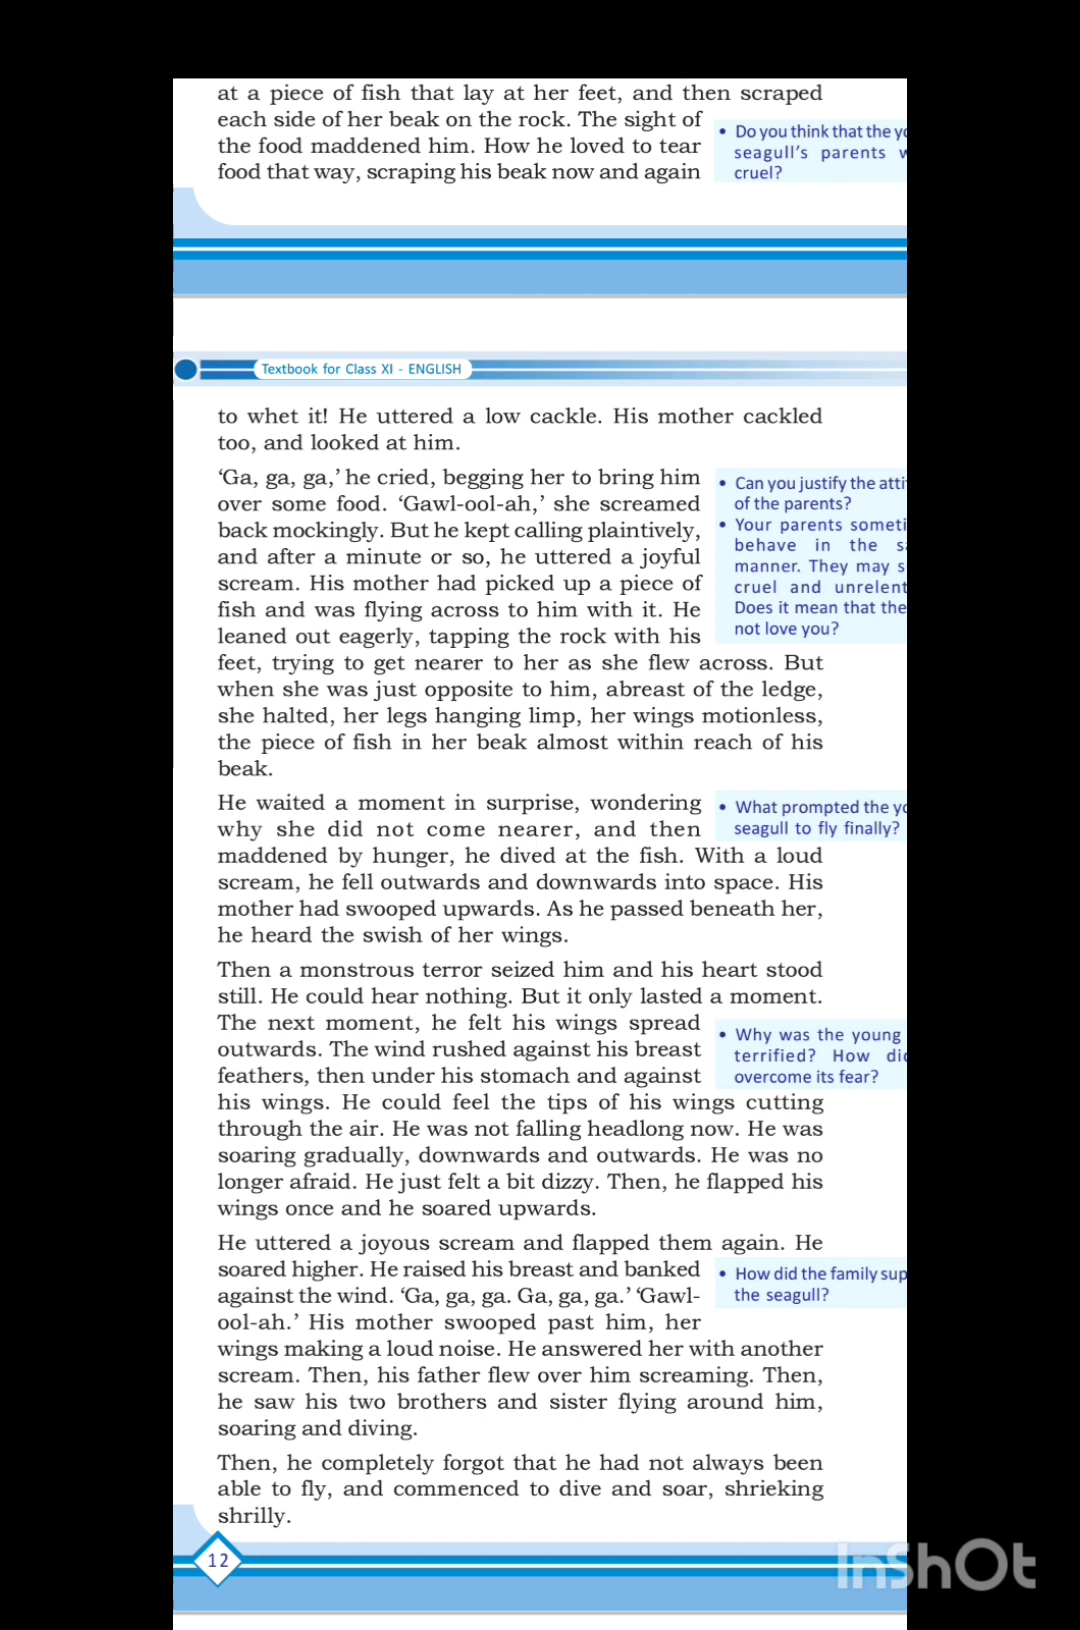 at a piece of fish that lay at her feet, and then scraped
each side of her beak on the rock. The sight of
the food maddened him. How he loved to tear
food that way, scraping his beak now and again
• Do you think that the
seagull's parents
cruel?
Textbook for Class XI - ENGLISH
to whet it! He uttered a low cackle. His mother cackled
too, and looked at him.
‘Ga, ga, ga,’ he cried, begging her to bring him
over some food. ‘Gawl-ool-ah,’ she screamed
back mockingly. But he kept calling plaintively,
and after a minute or so, he uttered a joyful
scream. His mother had picked up a piece of
fish and was flying across to him with it. He
leaned out eagerly, tapping the rock with his
feet, trying to get nearer to her as she flew across. But
when she was just opposite to him, abreast of the ledge,
she halted, her legs hanging limp, her wings motionless,
the piece of fish in her beak almost within reach of his
beak.
• Can you justify the
of the parents?
• Your parents
behave in the
manner. They may
cruel and
Does it mean that
not love you?
He waited a moment in surprise, wondering
why she did not come nearer, and then
maddened by hunger, he dived at the fish. With a loud
scream, he fell outwards and downwards into space. His
mother had swooped upwards. As he passed beneath her,
he heard the swish of her wings.
• What prompted the
seagull to fly finally?
Then a monstrous terror seized him and his heart stood
still. He could hear nothing. But it only lasted a moment.
The next moment, he felt his wings spread
outwards. The wind rushed against his breast
feathers, then under his stomach and against
his wings. He could feel the tips of his wings cutting
through the air. He was not falling headlong now. He was
soaring gradually, downwards and outwards. He was no
longer afraid. He just felt a bit dizzy. Then, he flapped his
wings once and he soared upwards.
• Why was the young
terrified? How
overcome its fear?
He uttered a joyous scream and flapped them again. He
soared higher. He raised his breast and banked
against the wind. ‘Ga, ga, ga. Ga, ga, ga.’ ‘Gawl-
ool-ah.’ His mother swooped past him, her
wings making a loud noise. He answered her with another
scream. Then, his father flew over him screaming. Then,
he saw his two brothers and sister flying around him,
soaring and diving.
• How did the family
the seagull?
Then, he completely forgot that he had not always been
able to fly, and commenced to dive and soar, shrieking
shrilly.
12
InShOt